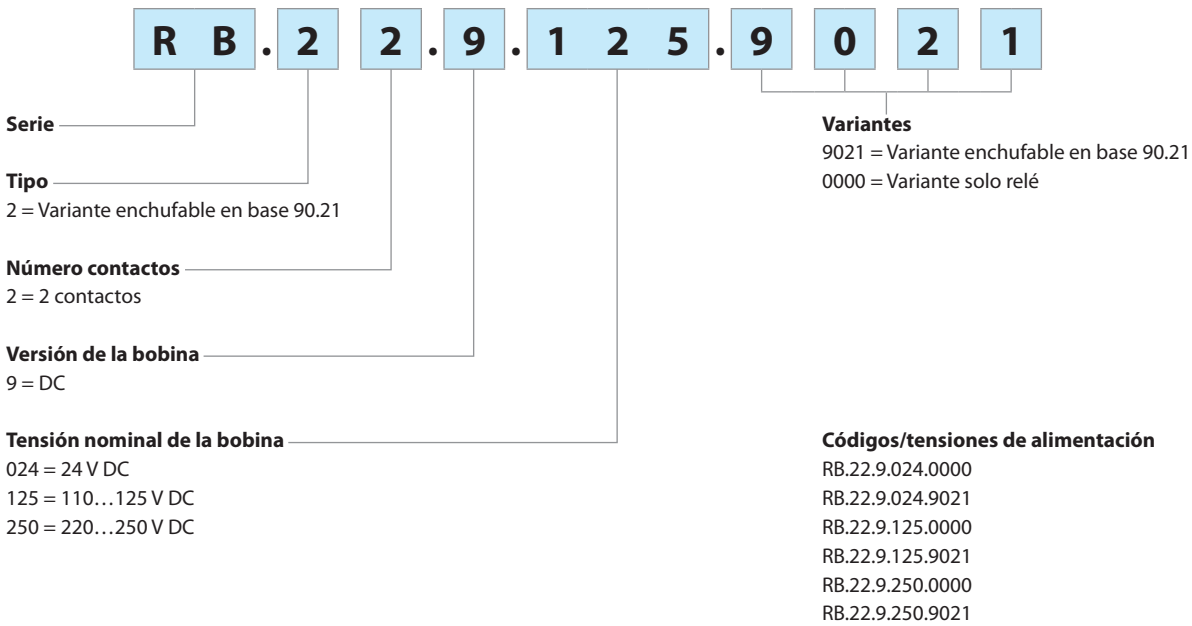 R B . 2 2 . 9 . 1 2 5 . 9 0 2 1
Serie
Tipo
2 = Variante enchufable en base 90.21
Número contactos
2 = 2 contactos
Versión de la bobina
9 = DC
Tensión nominal de la bobina
024 = 24 V DC
125 = 110…125 V DC
250 = 220…250 V DC
Variantes
9021 = Variante enchufable en base 90.21
0000 = Variante solo relé
Códigos/tensiones de alimentación
RB.22.9.024.0000
RB.22.9.024.9021
RB.22.9.125.0000
RB.22.9.125.9021
RB.22.9.250.0000
RB.22.9.250.9021